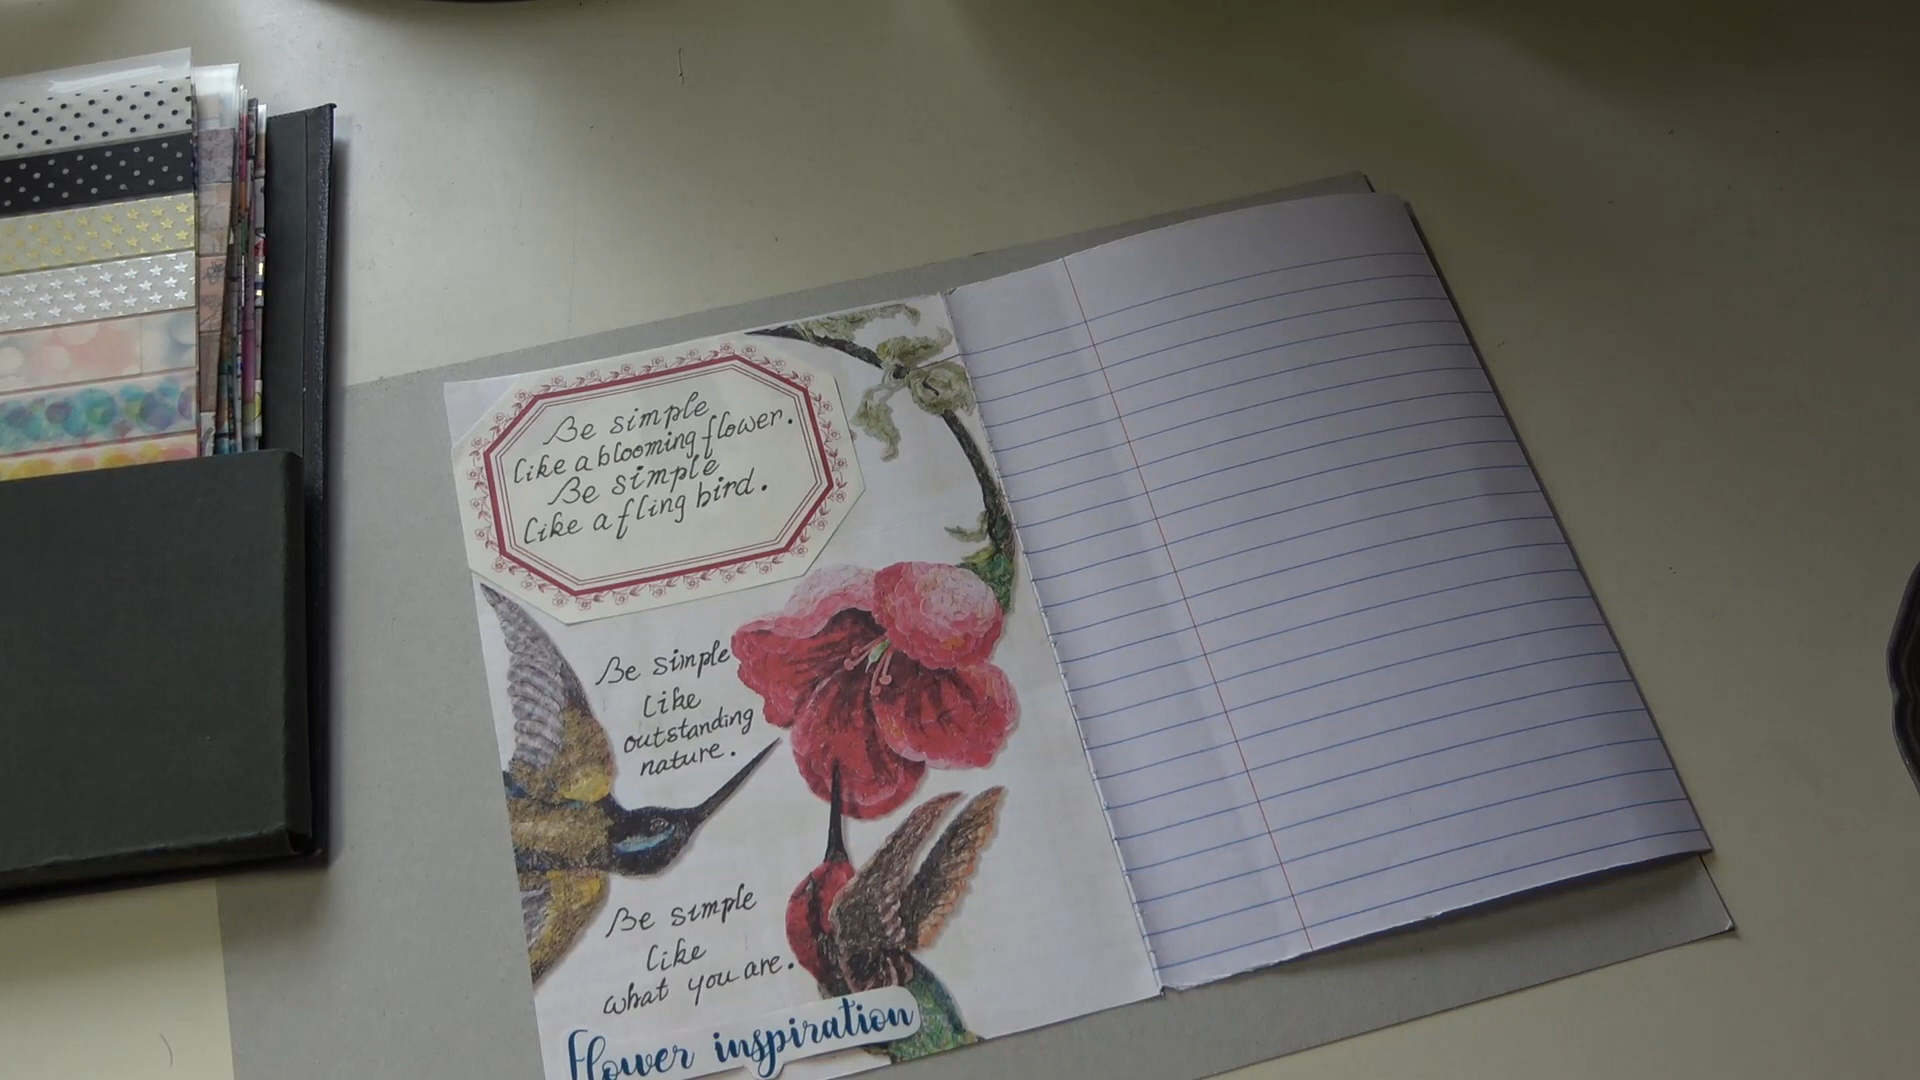 Be simple
like a blooming flower.
Be simple
like a fling bird.
Be simple
like
outstanding
nature.
Be simple
like
what you are.
flower inspiration